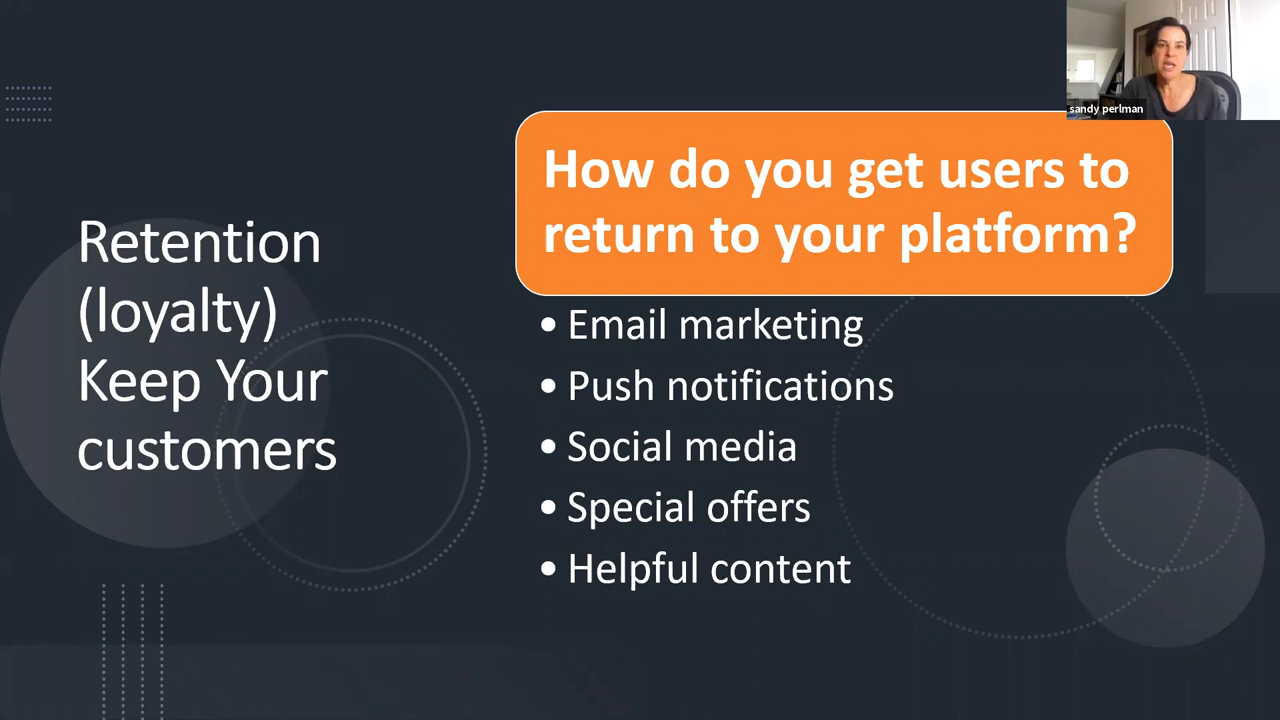 sandy perlman
Retention
(loyalty)
Keep Your
customers
How do you get users to
return to your platform?
• Email marketing
• Push notifications
• Social media
• Special offers
• Helpful content